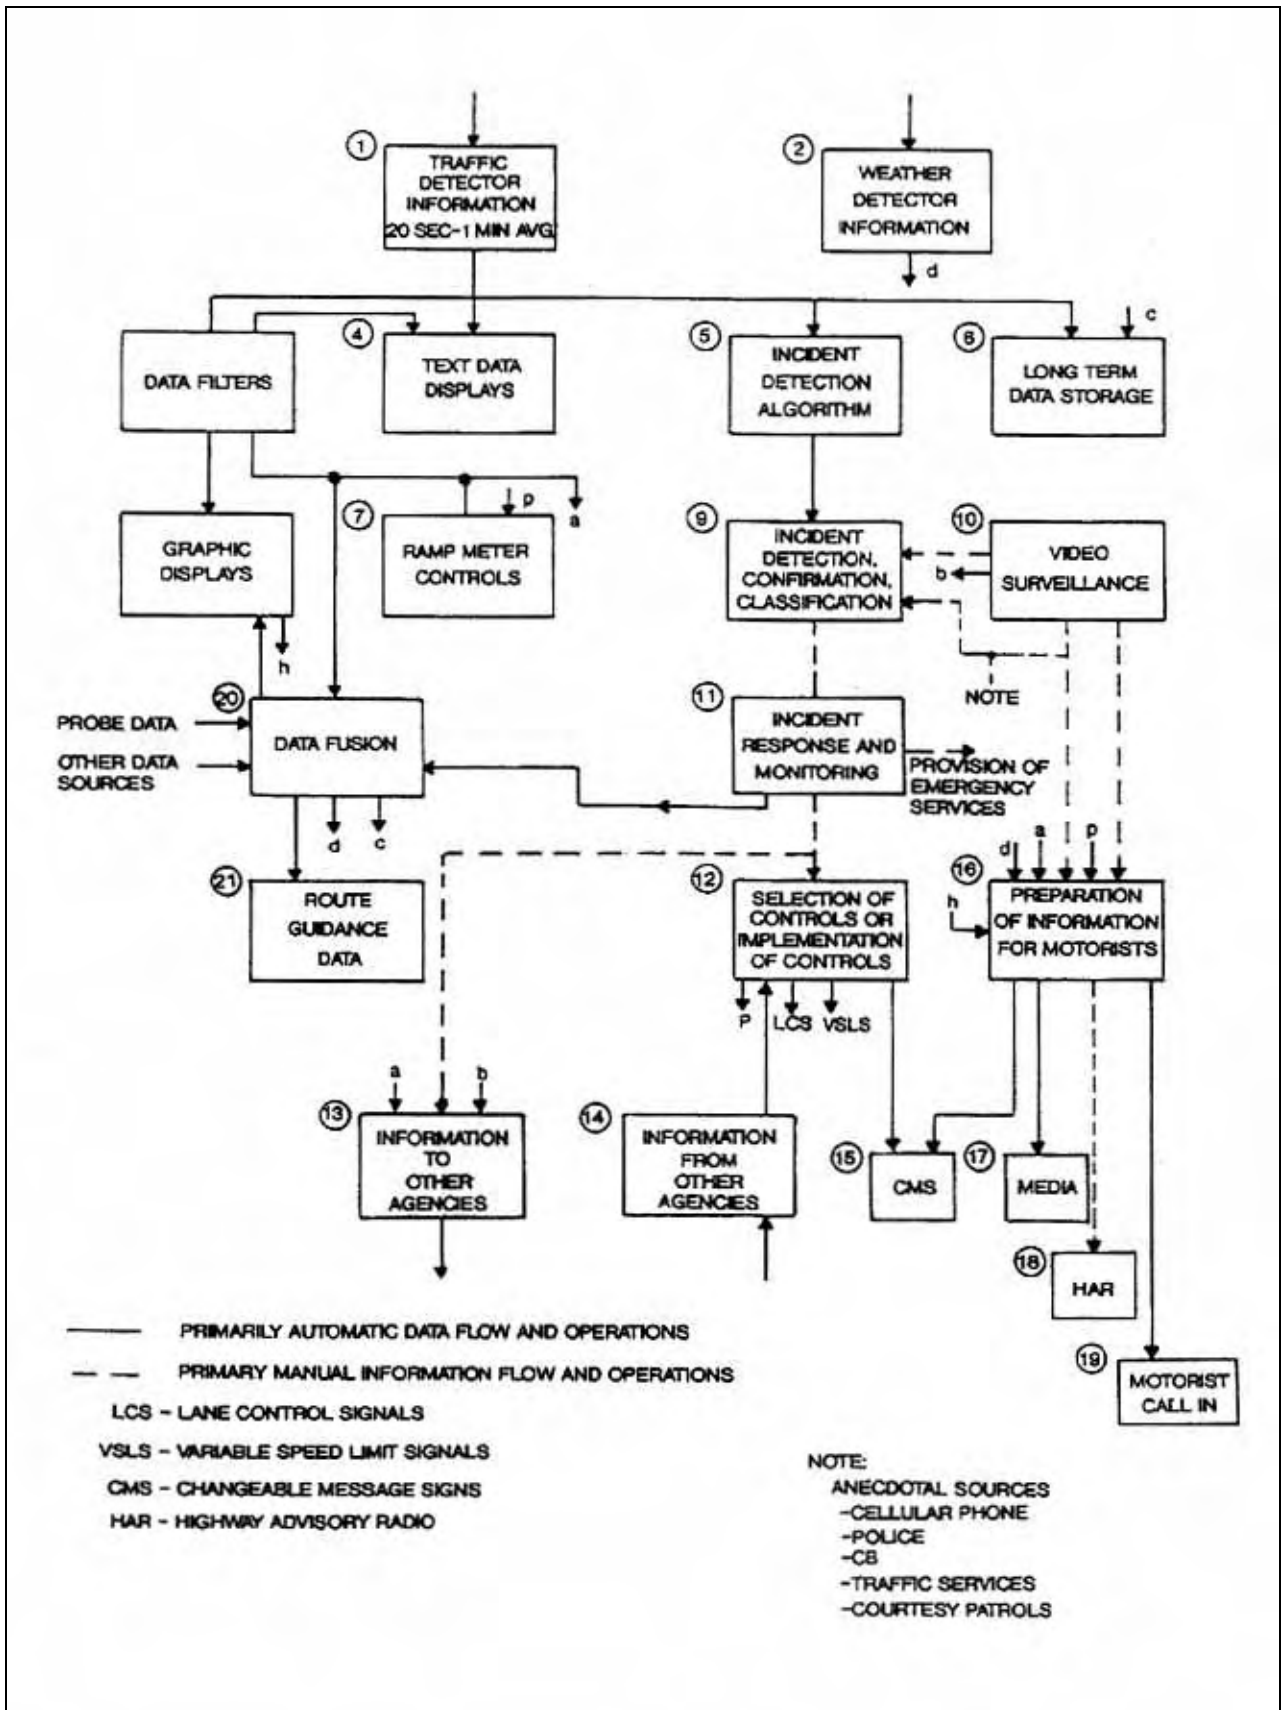 1
TRAFFIC
DETECTOR
INFORMATION
20 SEC-1 MIN AVG.
2
WEATHER
DETECTOR
INFORMATION
d
DATA FILTERS
4
TEXT DATA
DISPLAYS
5
INCIDENT
DETECTION
ALGORITHM
6
c
LONG TERM
DATA STORAGE
GRAPHIC
DISPLAYS
h
7
p
a
RAMP METER
CONTROLS
9
INCIDENT
DETECTION,
CONFIRMATION,
CLASSIFICATION
10
VIDEO
SURVEILLANCE
b
NOTE
20
PROBE DATA
OTHER DATA
SOURCES
DATA FUSION
d
c
11
INCIDENT
RESPONSE AND
MONITORING
PROVISION OF
EMERGENCY
SERVICES
21
ROUTE
GUIDANCE
DATA
12
SELECTION OF
CONTROLS OR
IMPLEMENTATION
OF CONTROLS
P
LCS
VSLS
16
d
a
p
h
PREPARATION
OF INFORMATION
FOR MOTORISTS
13
a
b
INFORMATION
TO
OTHER
AGENCIES
14
INFORMATION
FROM
OTHER
AGENCIES
15
CMS
17
MEDIA
18
HAR
19
MOTORIST
CALL IN
PRIMARILY AUTOMATIC DATA FLOW AND OPERATIONS
PRIMARY MANUAL INFORMATION FLOW AND OPERATIONS
LCS - LANE CONTROL SIGNALS
VSLS - VARIABLE SPEED LIMIT SIGNALS
CMS - CHANGEABLE MESSAGE SIGNS
HAR - HIGHWAY ADVISORY RADIO
NOTE:
ANECDOTAL SOURCES
-CELLULAR PHONE
-POLICE
-CB
-TRAFFIC SERVICES
-COURTESY PATROLS